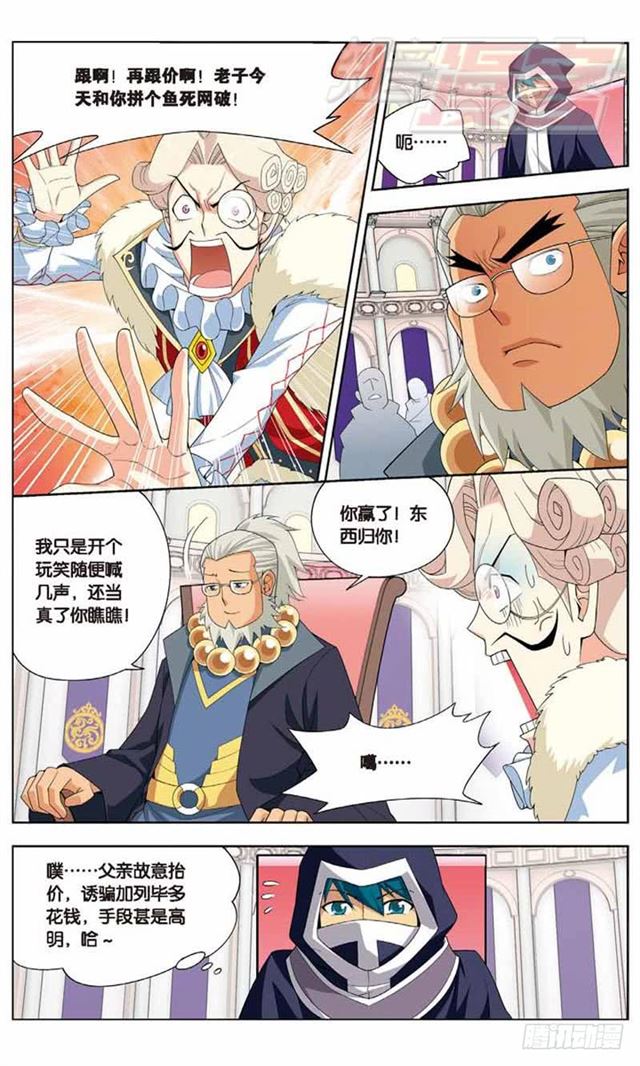 跟啊！再跟价啊！老子今
天和你拼个鱼死网破！
呃……
你赢了！东
西归你！
我只是开个
玩笑随便喊
几声，还当
真了你瞧瞧！
噶……
噗……父亲故意抬
价，诱骗加列毕多
花钱，手段甚是高
明，哈～
腾讯动漫